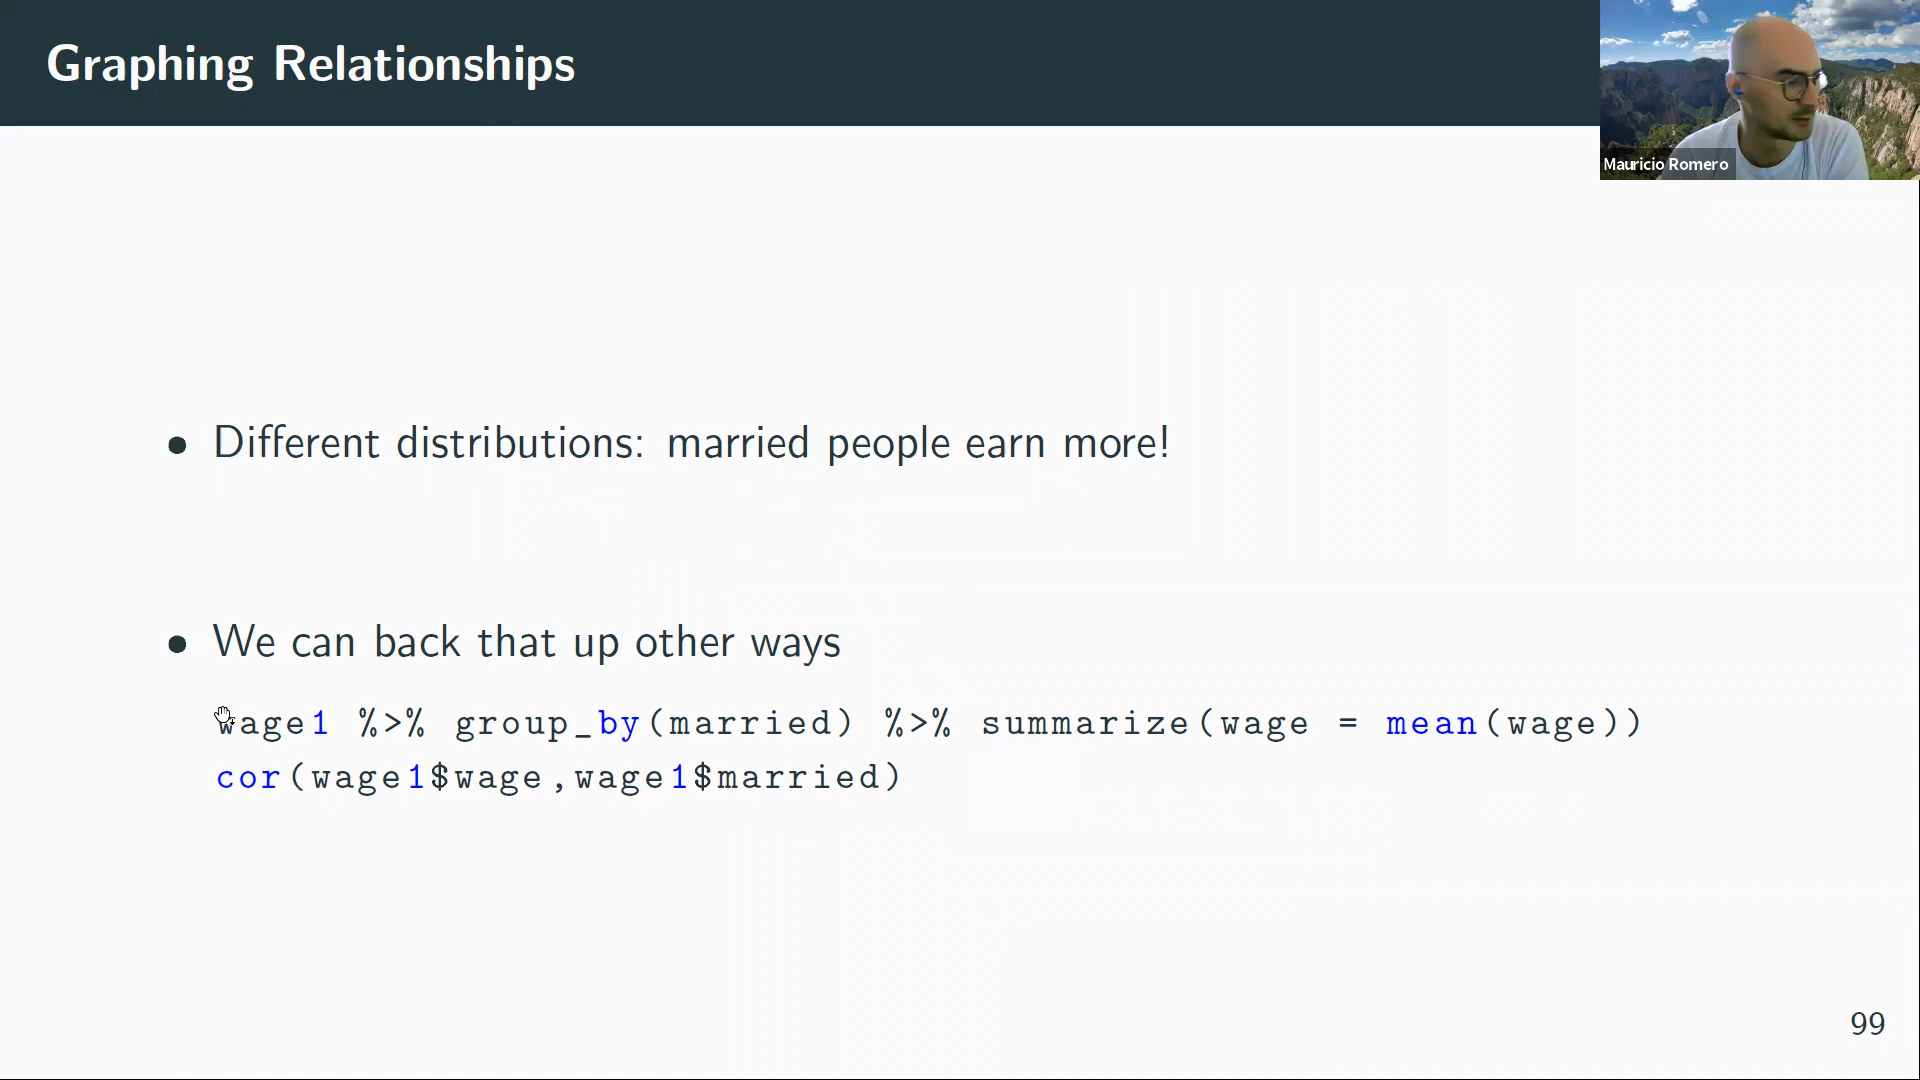 Graphing Relationships
Mauricio Romero
• Different distributions: married people earn more!
• We can back that up other ways
wage1 %>% group_by(married) %>% summarize(wage = mean(wage))
cor(wage1$wage,wage1$married)
99